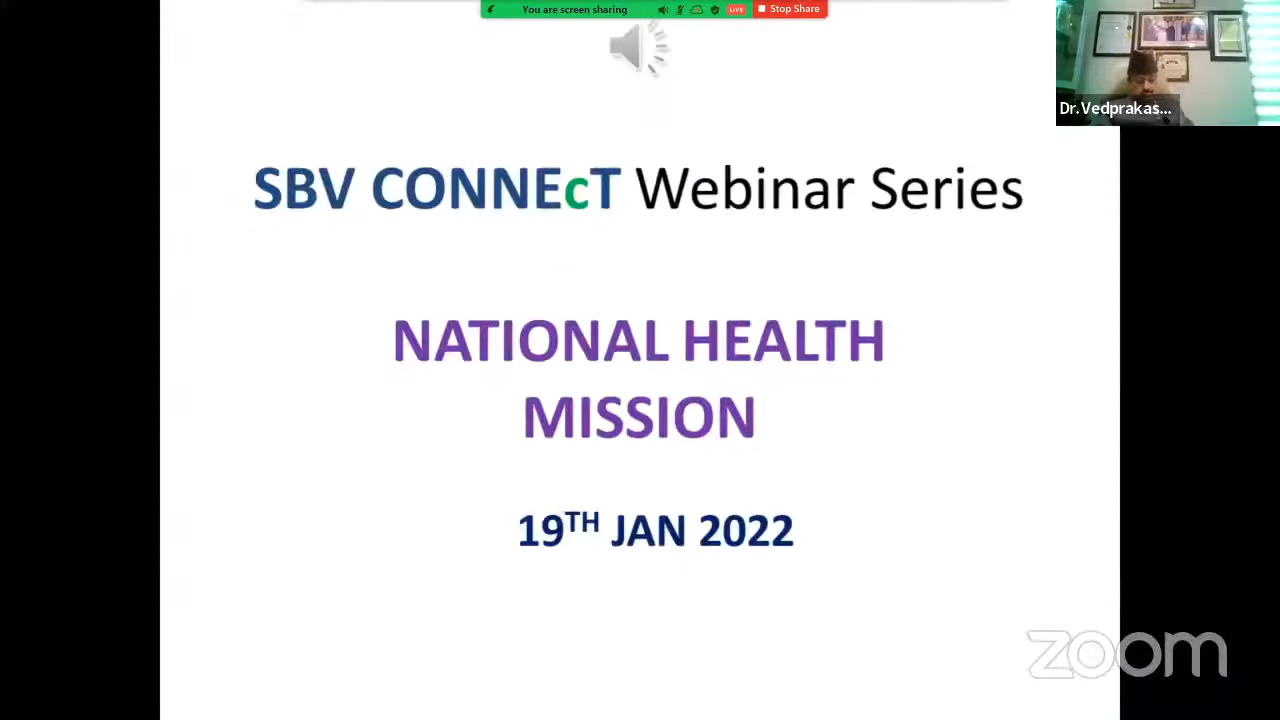 You are screen sharing
LIVE
Stop Share
Dr.Vedprakas...
SBV CONNEcT Webinar Series
NATIONAL HEALTH
MISSION
19TH JAN 2022
zoom